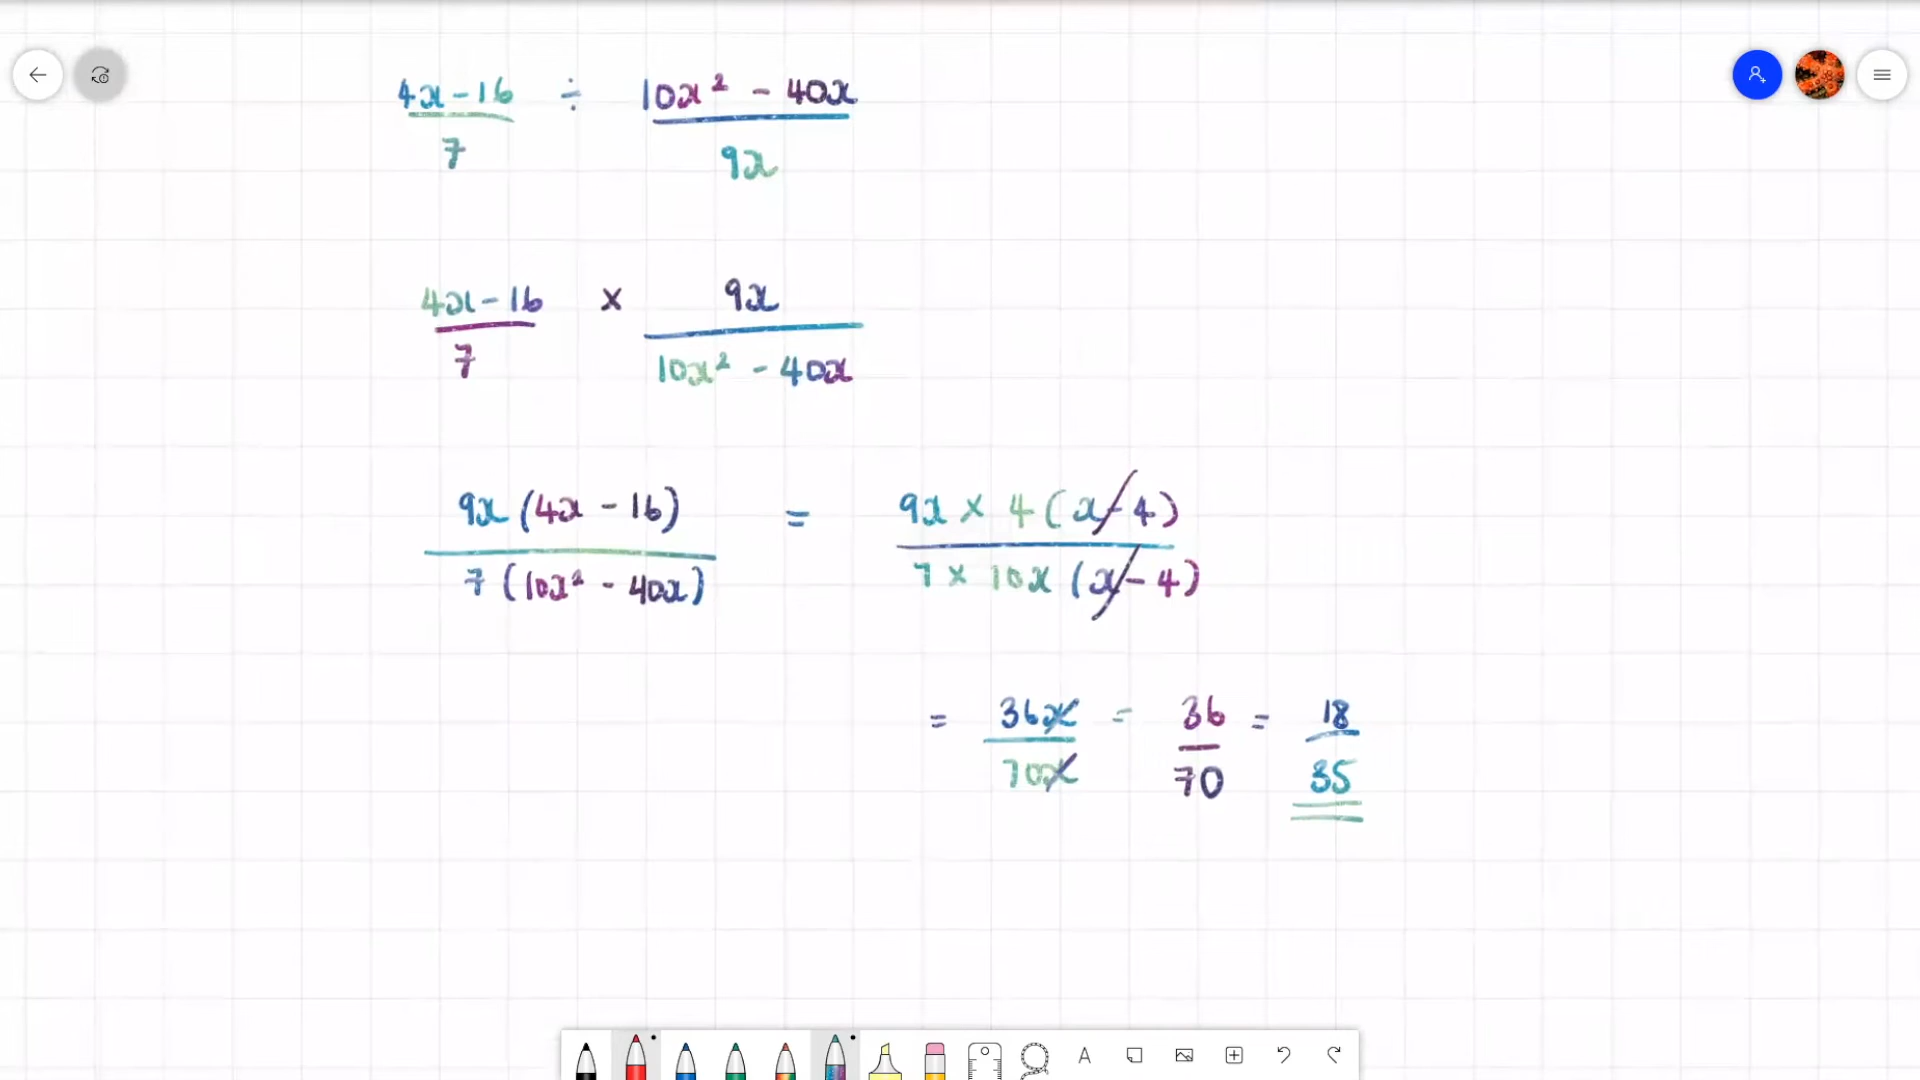 4x - 16 ÷ 10x² - 40x
7 9x
4x - 16 × 9x
7 10x² - 40x
9x (4x - 16) = 9x × 4 (x - 4)
7 (10x² - 40x) 7 × 10x (x - 4)
= 36x = 36 = 18
70x 70 35
A